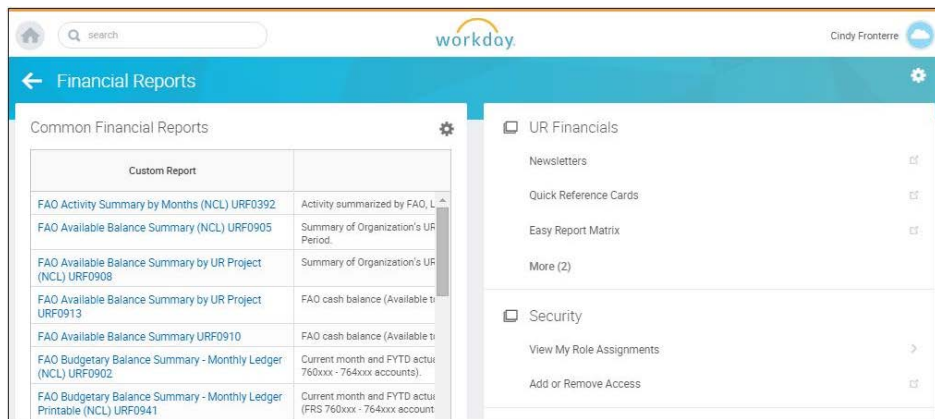 search
workday.
Cindy Fronterre
Financial Reports
Common Financial Reports
Custom Report
FAO Activity Summary by Months (NCL) URF0392
Activity summarized by FAO, L
FAO Available Balance Summary (NCL) URF0905
Summary of Organization's UR
Period.
FAO Available Balance Summary by UR Project
(NCL) URF0908
Summary of Organization's UR
FAO Available Balance Summary by UR Project
URF0913
FAO cash balance (Available to
FAO Available Balance Summary URF0910
FAO cash balance (Available to
FAO Budgetary Balance Summary - Monthly Ledger
(NCL) URF0902
Current month and FYTD actua
760xxx - 764xxx accounts).
FAO Budgetary Balance Summary - Monthly Ledger
Printable (NCL) URF0941
Current month and FYTD actua
(FRS 760xxx - 764xxx account
UR Financials
Newsletters
Quick Reference Cards
Easy Report Matrix
More (2)
Security
View My Role Assignments
Add or Remove Access